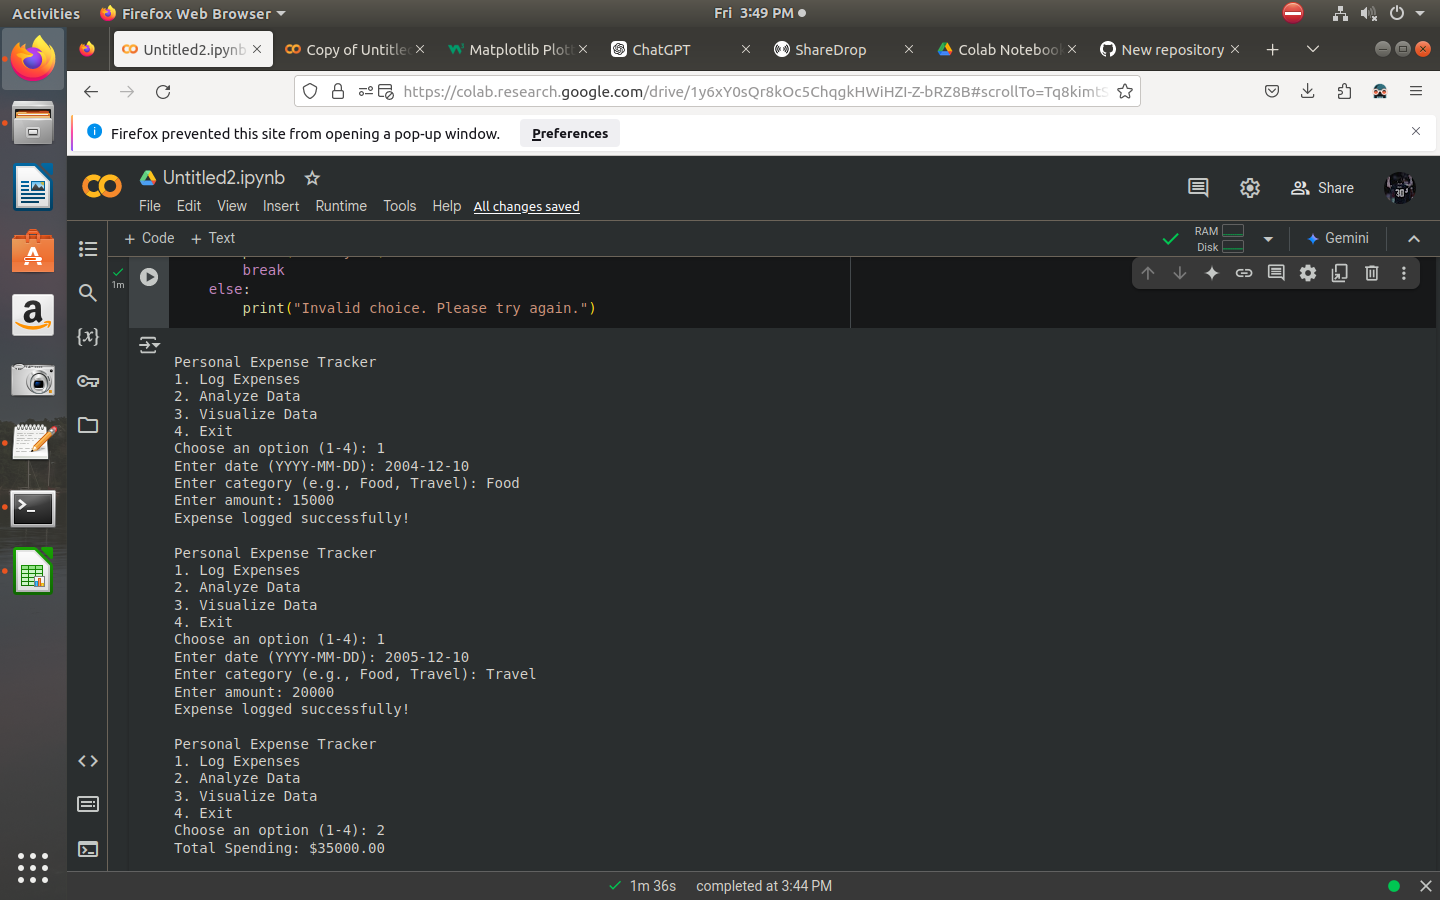 Activities Firefox Web Browser Fri 3:49 PM
Untitled2.ipynb Copy of Untitle Matplotlib Plot ChatGPT ShareDrop Colab Noteboo New repository
https://colab.research.google.com/drive/1y6xY0sQr8kOc5ChqgkHWiHZI-Z-bRZ8B#scrollTo=Tq8kimtS
Firefox prevented this site from opening a pop-up window. Preferences
Untitled2.ipynb
File Edit View Insert Runtime Tools Help All changes saved
Share
+ Code + Text
RAM
Disk
Gemini
1m
break
else:
print("Invalid choice. Please try again.")
Personal Expense Tracker
1. Log Expenses
2. Analyze Data
3. Visualize Data
4. Exit
Choose an option (1-4): 1
Enter date (YYYY-MM-DD): 2004-12-10
Enter category (e.g., Food, Travel): Food
Enter amount: 15000
Expense logged successfully!
Personal Expense Tracker
1. Log Expenses
2. Analyze Data
3. Visualize Data
4. Exit
Choose an option (1-4): 1
Enter date (YYYY-MM-DD): 2005-12-10
Enter category (e.g., Food, Travel): Travel
Enter amount: 20000
Expense logged successfully!
Personal Expense Tracker
1. Log Expenses
2. Analyze Data
3. Visualize Data
4. Exit
Choose an option (1-4): 2
Total Spending: $35000.00
1m 36s completed at 3:44 PM